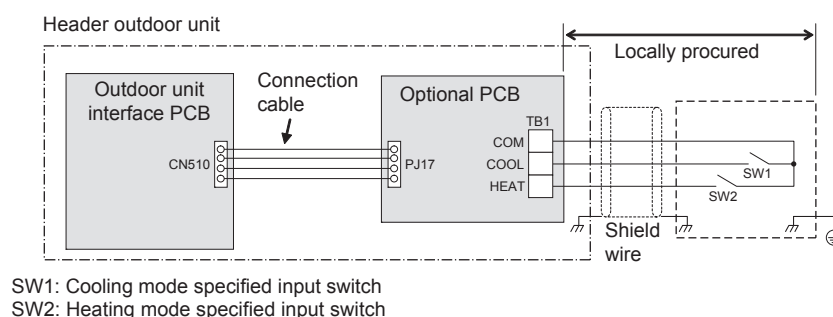 Header outdoor unit
Locally procured
Outdoor unit
interface PCB
Connection
cable
Optional PCB
TB1
COM
CN510
PJ17
COOL
SW1
HEAT
SW2
Shield
wire
SW1: Cooling mode specified input switch
SW2: Heating mode specified input switch